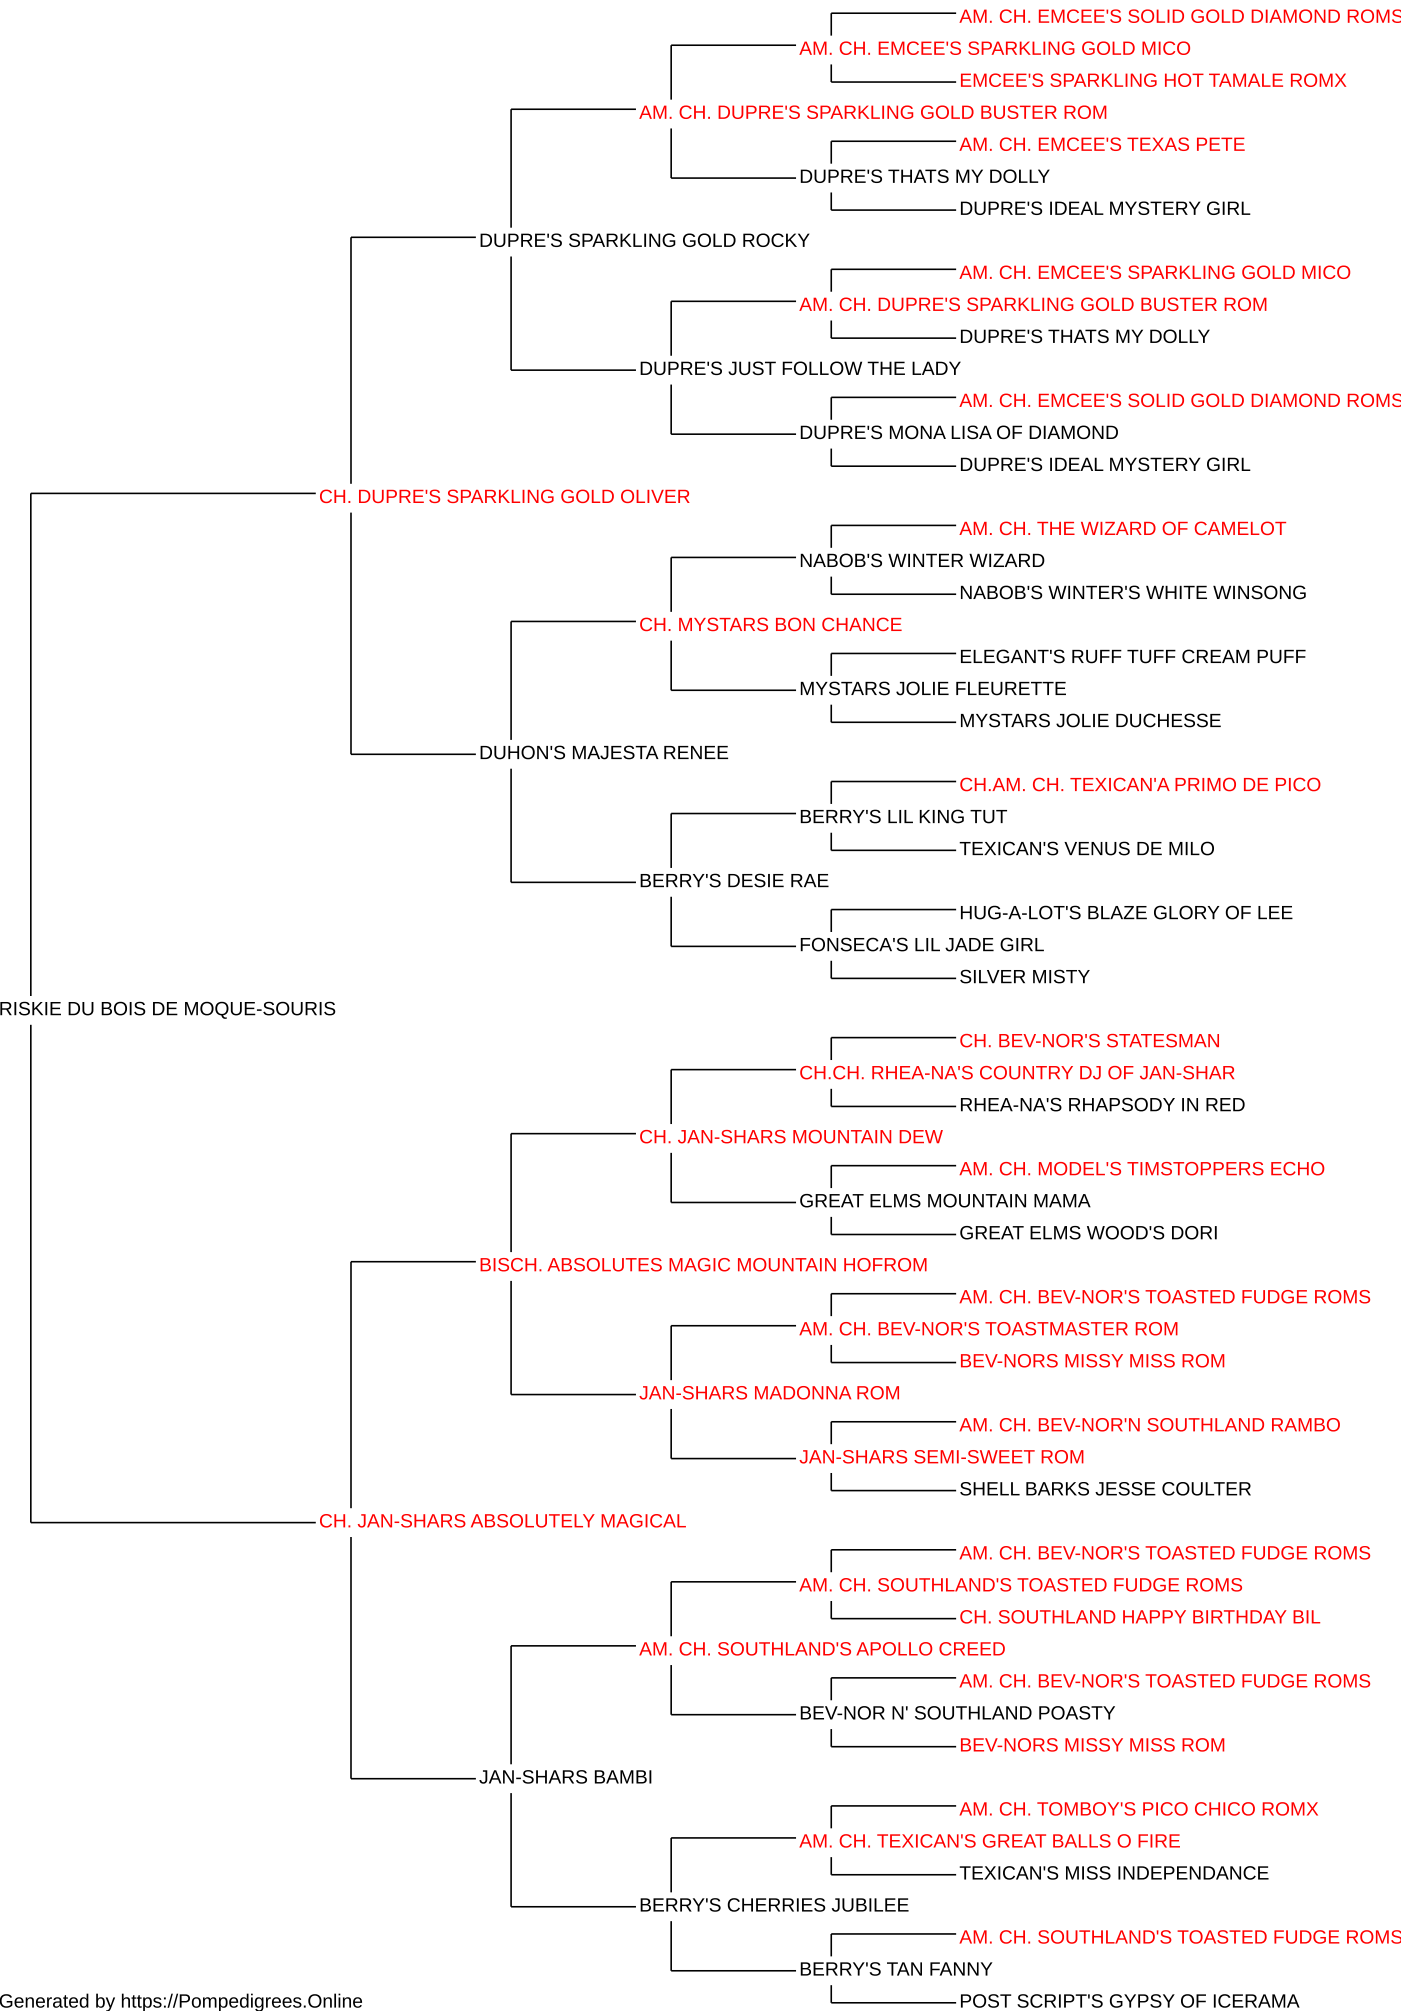 AM. CH. EMCEE'S SOLID GOLD DIAMOND ROMS
AM. CH. EMCEE'S SPARKLING GOLD MICO
EMCEE'S SPARKLING HOT TAMALE ROMX
AM. CH. DUPRE'S SPARKLING GOLD BUSTER ROM
AM. CH. EMCEE'S TEXAS PETE
DUPRE'S THATS MY DOLLY
DUPRE'S IDEAL MYSTERY GIRL
DUPRE'S SPARKLING GOLD ROCKY
AM. CH. EMCEE'S SPARKLING GOLD MICO
AM. CH. DUPRE'S SPARKLING GOLD BUSTER ROM
DUPRE'S THATS MY DOLLY
DUPRE'S JUST FOLLOW THE LADY
AM. CH. EMCEE'S SOLID GOLD DIAMOND ROMS
DUPRE'S MONA LISA OF DIAMOND
DUPRE'S IDEAL MYSTERY GIRL
CH. DUPRE'S SPARKLING GOLD OLIVER
AM. CH. THE WIZARD OF CAMELOT
NABOB'S WINTER WIZARD
NABOB'S WINTER'S WHITE WINSONG
CH. MYSTARS BON CHANCE
ELEGANT'S RUFF TUFF CREAM PUFF
MYSTARS JOLIE FLEURETTE
MYSTARS JOLIE DUCHESSE
DUHON'S MAJESTA RENEE
CH.AM. CH. TEXICAN'A PRIMO DE PICO
BERRY'S LIL KING TUT
TEXICAN'S VENUS DE MILO
BERRY'S DESIE RAE
HUG-A-LOT'S BLAZE GLORY OF LEE
FONSECA'S LIL JADE GIRL
SILVER MISTY
RISKIE DU BOIS DE MOQUE-SOURIS
CH. BEV-NOR'S STATESMAN
CH.CH. RHEA-NA'S COUNTRY DJ OF JAN-SHAR
RHEA-NA'S RHAPSODY IN RED
CH. JAN-SHARS MOUNTAIN DEW
AM. CH. MODEL'S TIMSTOPPERS ECHO
GREAT ELMS MOUNTAIN MAMA
GREAT ELMS WOOD'S DORI
BISCH. ABSOLUTES MAGIC MOUNTAIN HOFROM
AM. CH. BEV-NOR'S TOASTED FUDGE ROMS
AM. CH. BEV-NOR'S TOASTMASTER ROM
BEV-NORS MISSY MISS ROM
JAN-SHARS MADONNA ROM
AM. CH. BEV-NOR'N SOUTHLAND RAMBO
JAN-SHARS SEMI-SWEET ROM
SHELL BARKS JESSE COULTER
CH. JAN-SHARS ABSOLUTELY MAGICAL
AM. CH. BEV-NOR'S TOASTED FUDGE ROMS
AM. CH. SOUTHLAND'S TOASTED FUDGE ROMS
CH. SOUTHLAND HAPPY BIRTHDAY BIL
AM. CH. SOUTHLAND'S APOLLO CREED
AM. CH. BEV-NOR'S TOASTED FUDGE ROMS
BEV-NOR N' SOUTHLAND POASTY
BEV-NORS MISSY MISS ROM
JAN-SHARS BAMBI
AM. CH. TOMBOY'S PICO CHICO ROMX
AM. CH. TEXICAN'S GREAT BALLS O FIRE
TEXICAN'S MISS INDEPENDANCE
BERRY'S CHERRIES JUBILEE
AM. CH. SOUTHLAND'S TOASTED FUDGE ROMS
BERRY'S TAN FANNY
POST SCRIPT'S GYPSY OF ICERAMA
Generated by https://Pompedigrees.Online